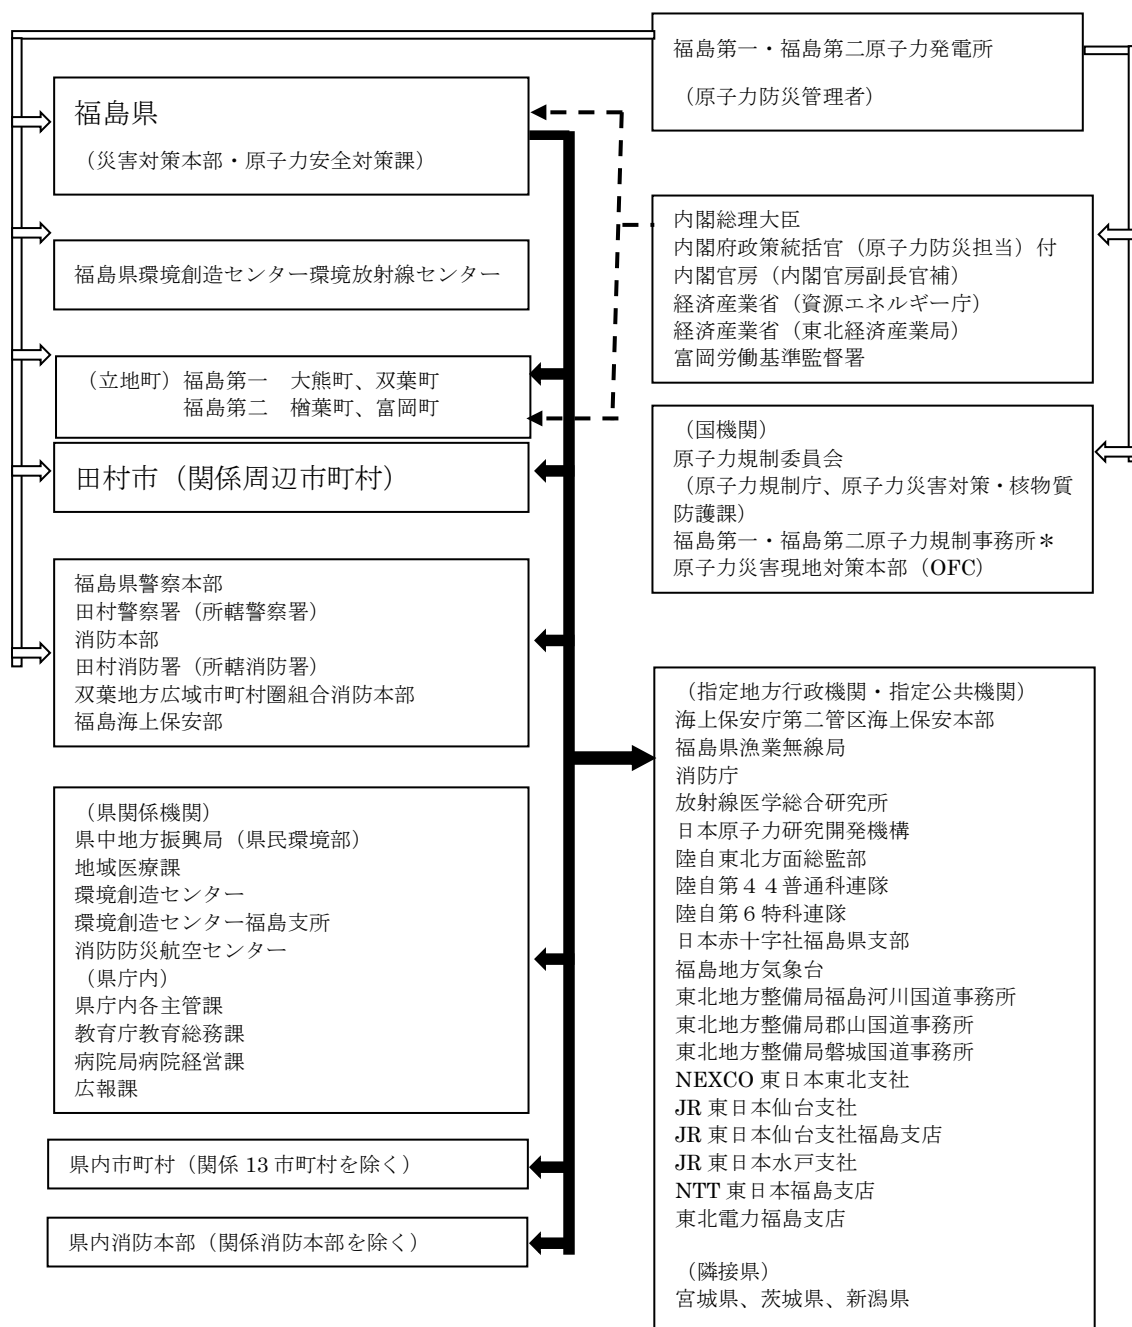 福島第一・福島第二原子力発電所
（原子力防災管理者）
福島県
（災害対策本部・原子力安全対策課）
福島県環境創造センター環境放射線センター
（立地町）福島第一　大熊町、双葉町
福島第二　楢葉町、富岡町
田村市（関係周辺市町村）
福島県警察本部
田村警察署（所轄警察署）
消防本部
田村消防署（所轄消防署）
双葉地方広域市町村圏組合消防本部
福島海上保安部
（県関係機関）
県中地方振興局（県民環境部）
地域医療課
環境創造センター
環境創造センター福島支所
消防防災航空センター
（県庁内）
県庁内各主管課
教育庁教育総務課
病院局病院経営課
広報課
県内市町村（関係 13 市町村を除く）
県内消防本部（関係消防本部を除く）
内閣総理大臣
内閣府政策統括官（原子力防災担当）付
内閣官房（内閣官房副長官補）
経済産業省（資源エネルギー庁）
経済産業省（東北経済産業局）
富岡労働基準監督署
（国機関）
原子力規制委員会
（原子力規制庁、原子力災害対策・核物質
防護課）
福島第一・福島第二原子力規制事務所＊
原子力災害現地対策本部（OFC）
（指定地方行政機関・指定公共機関）
海上保安庁第二管区海上保安本部
福島県漁業無線局
消防庁
放射線医学総合研究所
日本原子力研究開発機構
陸自東北方面総監部
陸自第４４普通科連隊
陸自第６特科連隊
日本赤十字社福島県支部
福島地方気象台
東北地方整備局福島河川国道事務所
東北地方整備局郡山国道事務所
東北地方整備局磐城国道事務所
NEXCO 東日本東北支社
JR 東日本仙台支社
JR 東日本仙台支社福島支店
JR 東日本水戸支社
NTT 東日本福島支店
東北電力福島支店
（隣接県）
宮城県、茨城県、新潟県